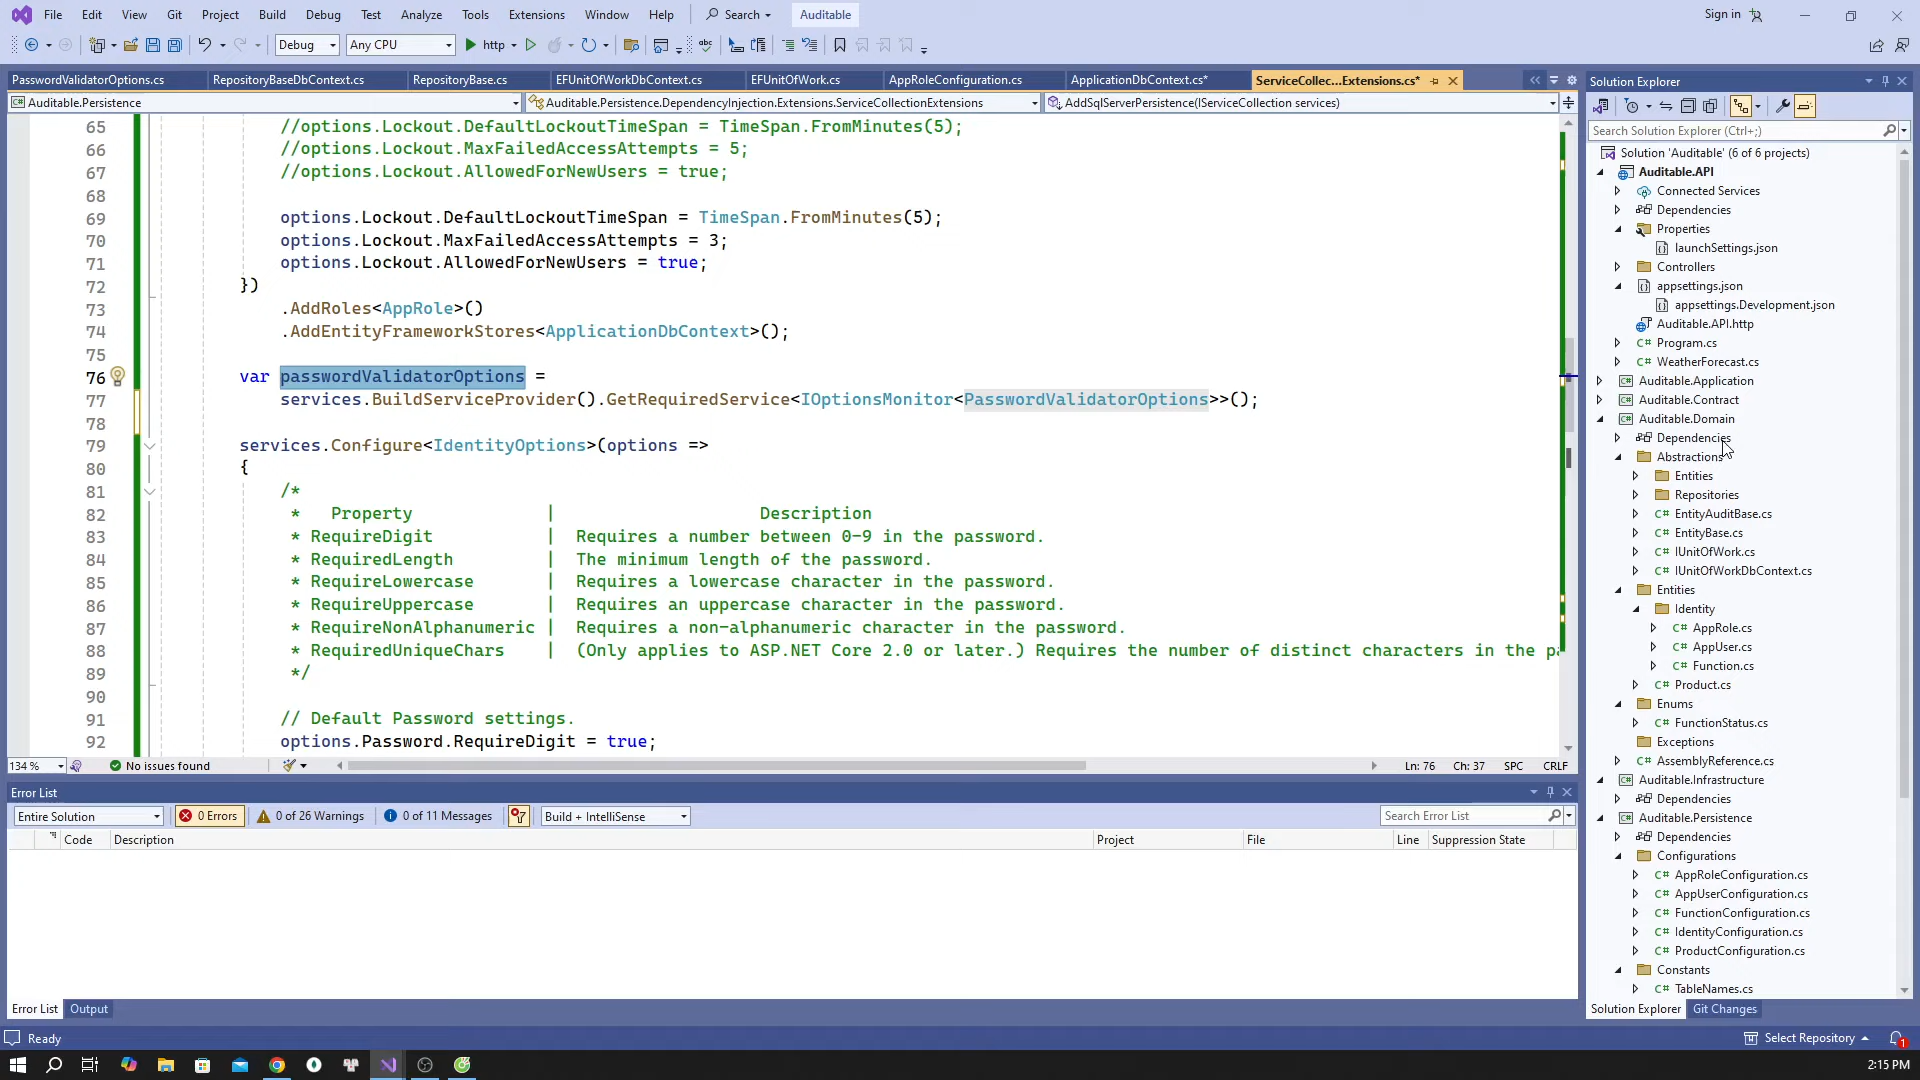 File Edit View Git Project Build Debug Test Analyze Tools Extensions Window Help Search Auditable Sign in
Debug Any CPU http
PasswordValidatorOptions.cs RepositoryBaseDbContext.cs RepositoryBase.cs EFUnitOfWorkDbContext.cs EFUnitOfWork.cs AppRoleConfiguration.cs ApplicationDbContext.cs* ServiceCollec...Extensions.cs*
Auditable.Persistence Auditable.Persistence.DependencyInjection.Extensions.ServiceCollectionExtensions AddSqlServerPersistence(IServiceCollection services)
65 //options.Lockout.DefaultLockoutTimeSpan = TimeSpan.FromMinutes(5);
66 //options.Lockout.MaxFailedAccessAttempts = 5;
67 //options.Lockout.AllowedForNewUsers = true;
68
69 options.Lockout.DefaultLockoutTimeSpan = TimeSpan.FromMinutes(5);
70 options.Lockout.MaxFailedAccessAttempts = 3;
71 options.Lockout.AllowedForNewUsers = true;
72 })
73 .AddRoles<AppRole>()
74 .AddEntityFrameworkStores<ApplicationDbContext>();
75
76 var passwordValidatorOptions =
77 services.BuildServiceProvider().GetRequiredService<IOptionsMonitor<PasswordValidatorOptions>>();
78
79 services.Configure<IdentityOptions>(options =>
80 {
81 /*
82 * Property | Description
83 * RequireDigit | Requires a number between 0-9 in the password.
84 * RequiredLength | The minimum length of the password.
85 * RequireLowercase | Requires a lowercase character in the password.
86 * RequireUppercase | Requires an uppercase character in the password.
87 * RequireNonAlphanumeric | Requires a non-alphanumeric character in the password.
88 * RequiredUniqueChars | (Only applies to ASP.NET Core 2.0 or later.) Requires the number of distinct characters in the
89 */
90
91 // Default Password settings.
92 options.Password.RequireDigit = true;
134 % No issues found Ln: 76 Ch: 37 SPC CRLF
Error List
Entire Solution 0 Errors 0 of 26 Warnings 0 of 11 Messages Build + IntelliSense Search Error List
Code Description Project File Line Suppression State
Error List Output
Solution Explorer
Search Solution Explorer (Ctrl+;)
Solution 'Auditable' (6 of 6 projects)
Auditable.API
Connected Services
Dependencies
Properties
launchSettings.json
Controllers
appsettings.json
appsettings.Development.json
Auditable.API.http
C# Program.cs
C# WeatherForecast.cs
C# Auditable.Application
C# Auditable.Contract
C# Auditable.Domain
Dependencies
Abstractions
Entities
Repositories
C# EntityAuditBase.cs
C# EntityBase.cs
C# IUnitOfWork.cs
C# IUnitOfWorkDbContext.cs
Entities
Identity
C# AppRole.cs
C# AppUser.cs
C# Function.cs
C# Product.cs
Enums
C# FunctionStatus.cs
Exceptions
C# AssemblyReference.cs
C# Auditable.Infrastructure
Dependencies
C# Auditable.Persistence
Dependencies
Configurations
C# AppRoleConfiguration.cs
C# AppUserConfiguration.cs
C# FunctionConfiguration.cs
C# IdentityConfiguration.cs
C# ProductConfiguration.cs
Constants
C# TableNames.cs
Solution Explorer Git Changes
Ready Select Repository 1
2:15 PM